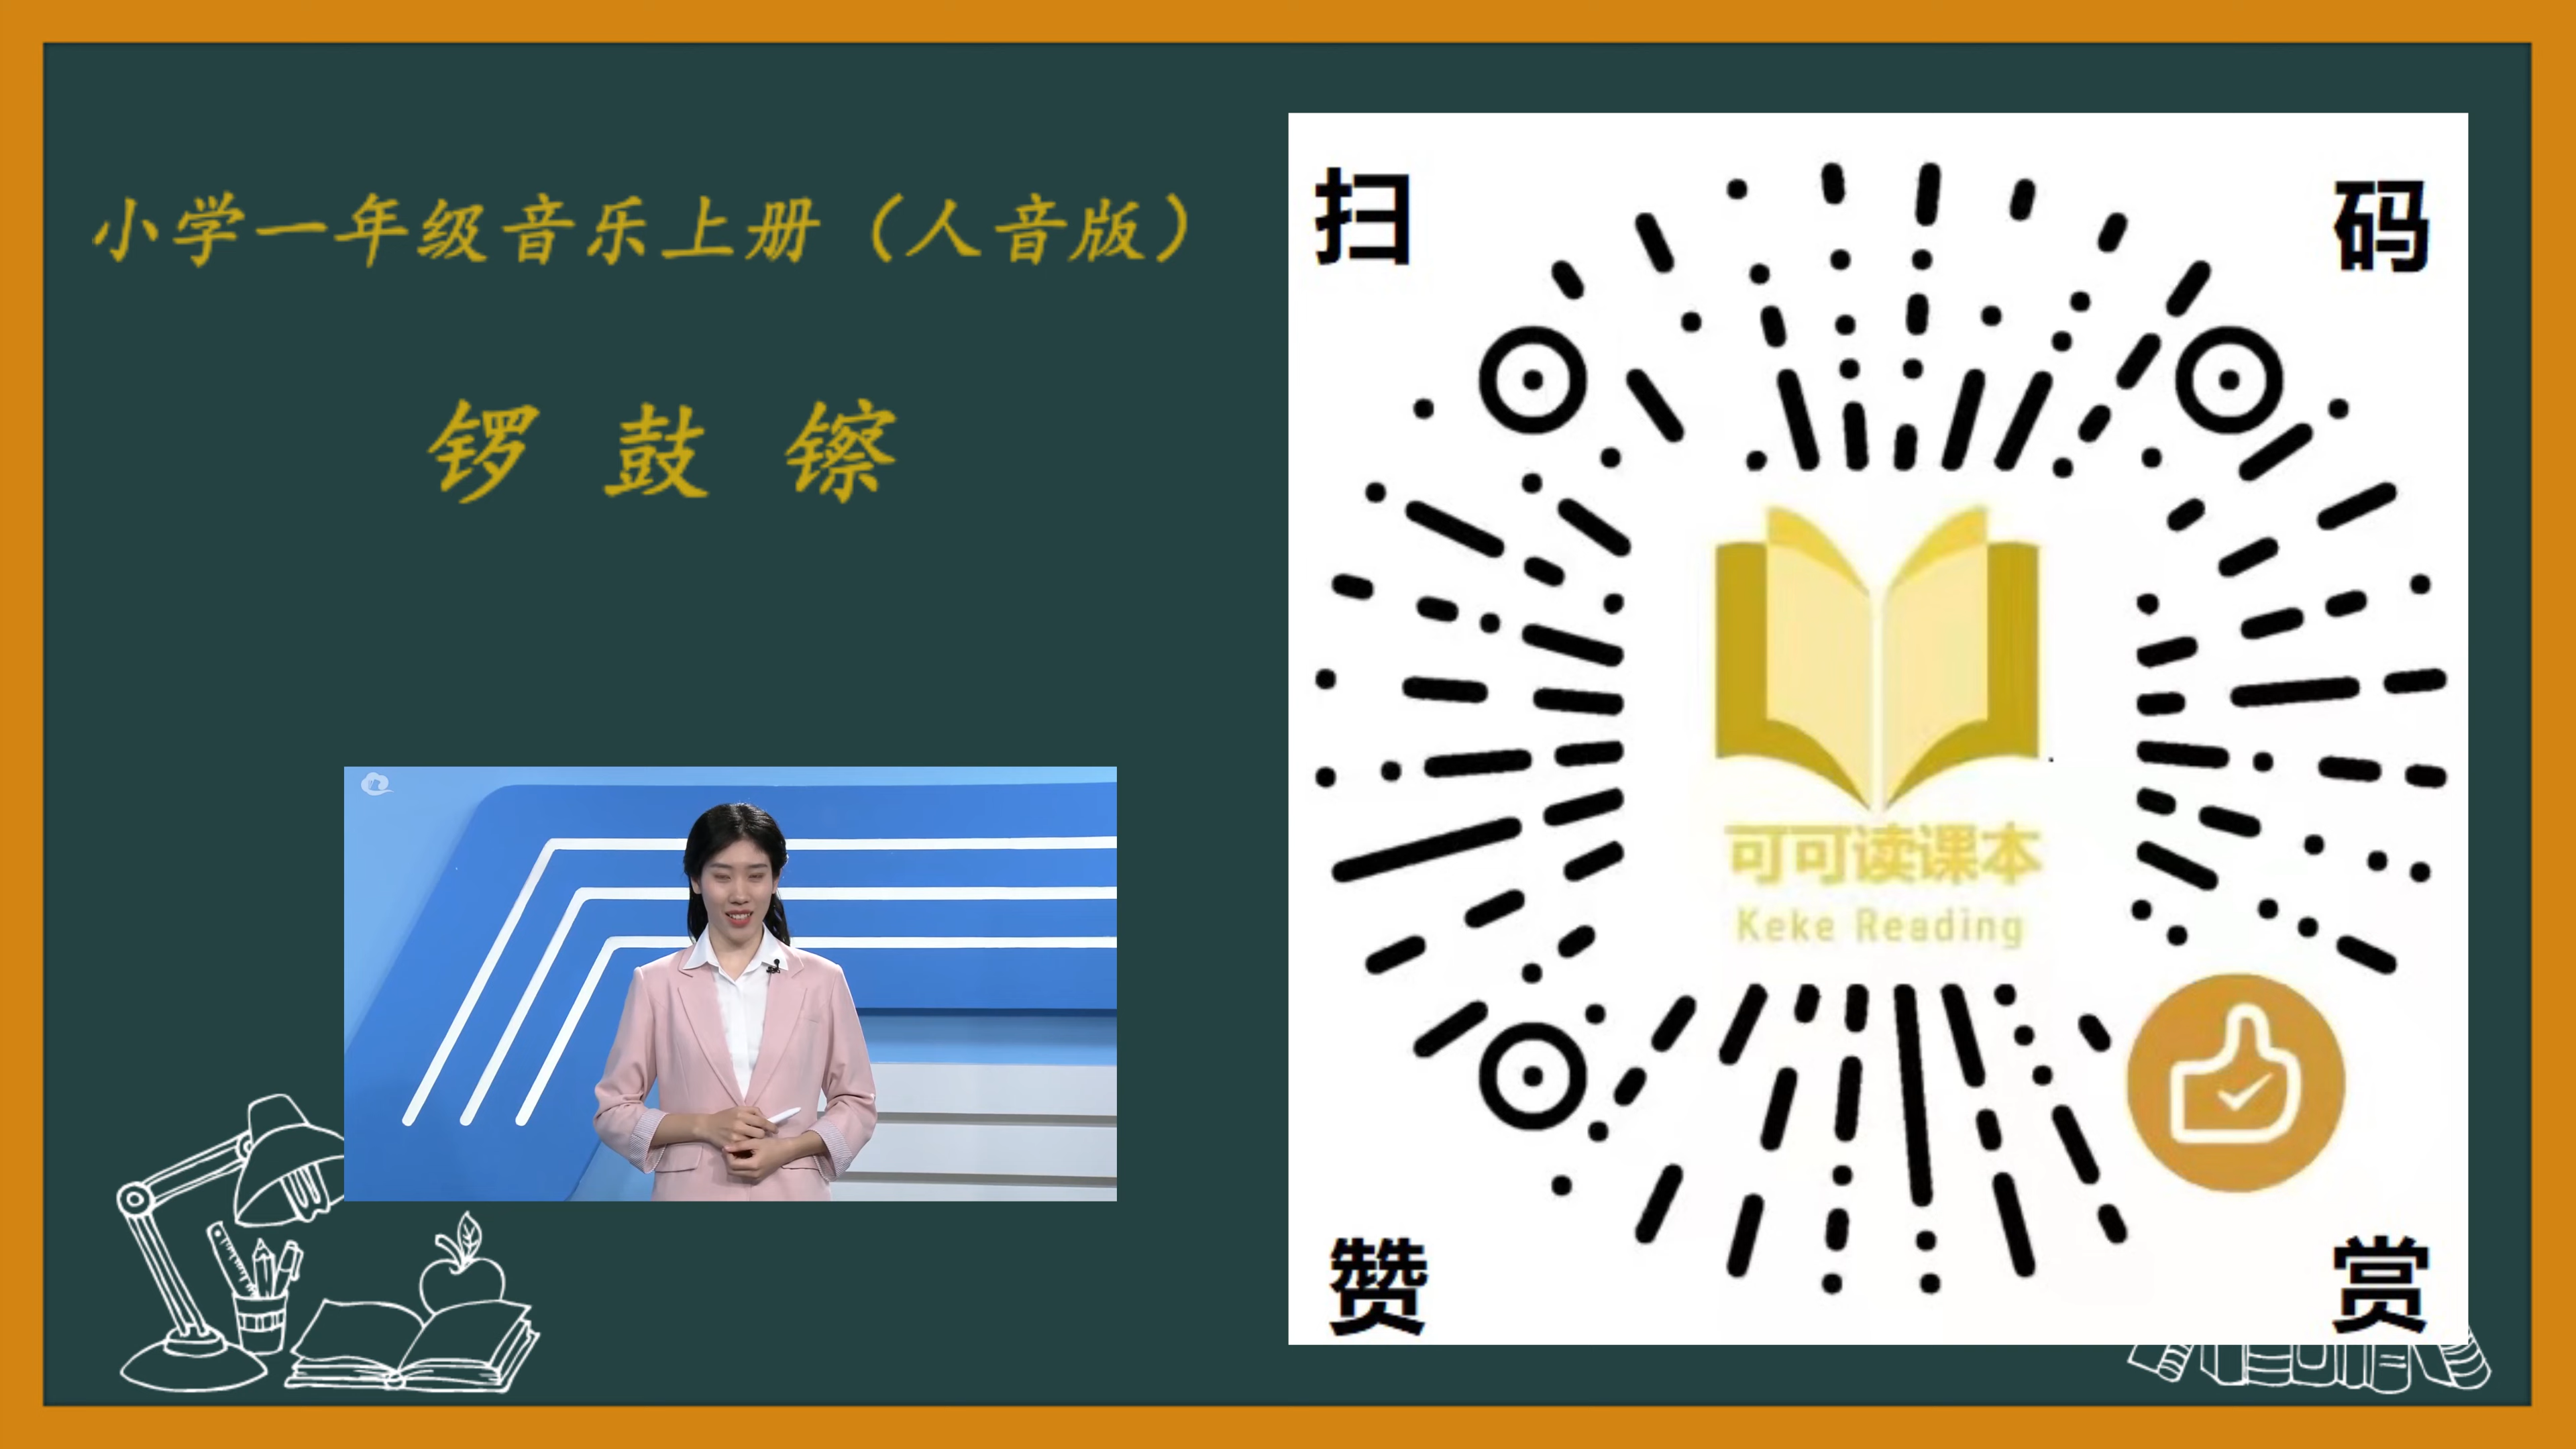 小学一年级音乐上册（人音版）
锣 鼓 镲
扫 码
可可读课本
Keke Reading
赞 赏